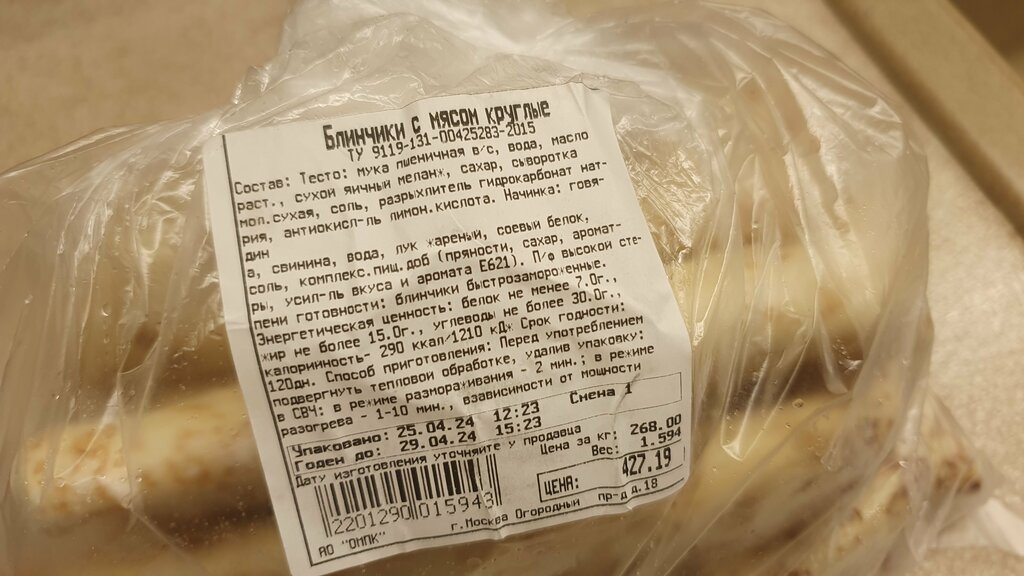 Блинчики с мясом круглые
ТУ 9119-131-00425283-2015
Состав: Тесто: мука пшеничная в/с, вода, масло
раст., сухой яичный меланж, сахар, сыворотка
мол.сухая, соль, разрыхлитель гидрокарбонат нат-
рия, антиокисл-ль лимон.кислота. Начинка: говя-
дин
а, свинина, вода, лук жареный, соевый белок,
соль, комплекс.пищ.доб (пряности, сахар, аромат-
ры, усил-ль вкуса и аромата Е621). П/ф высокой сте-
пени готовности: блинчики быстрозамороженные.
Энергетическая ценность: белок не менее 7.0г.,
жир не более 15.0г., углеводы не более 30.0г.,
калорийность- 290 ккал/1210 кДж Срок годности:
120дн. Способ приготовления: Перед употреблением
подвергнуть тепловой обработке, удалив упаковку:
в СВЧ: в режиме размораживания - 2 мин.; в режиме
разогрева - 1-10 мин., взависимости от мощности
Упаковано: 25.04.24 12:23 Смена 1
Годен до: 29.04.24 15:23
Дату изготовления уточняйте у продавца
Цена за кг: 268.00
Вес: 1.594
ЦЕНА: 427.19
2201290015943
г.Москва Огородный пр-д д.18
АО "ОМПК"